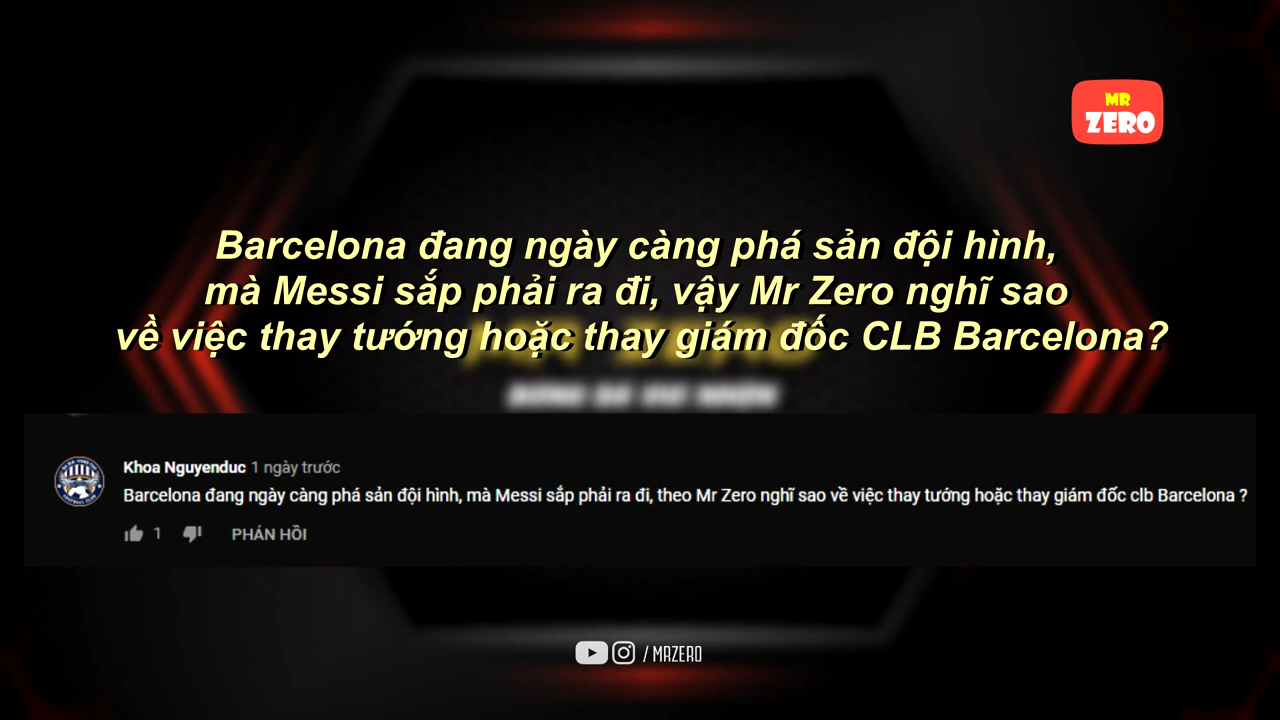 MR
ZERO
Barcelona đang ngày càng phá sản đội hình,
mà Messi sắp phải ra đi, vậy Mr Zero nghĩ sao
về việc thay tướng hoặc thay giám đốc CLB Barcelona?
Khoa Nguyenduc 1 ngày trước
Barcelona đang ngày càng phá sản đội hình, mà Messi sắp phải ra đi, theo Mr Zero nghĩ sao về việc thay tướng hoặc thay giám đốc clb Barcelona ?
1 PHẢN HỒI
/ MRZERO